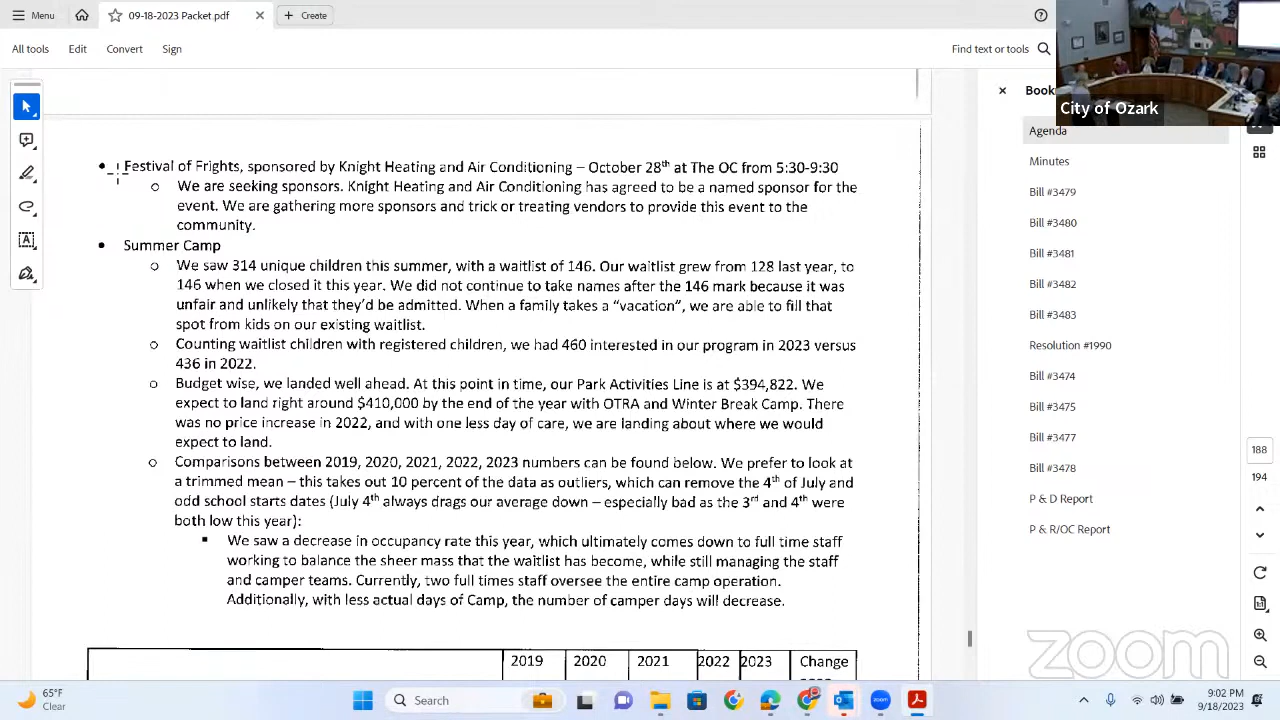 Menu
09-18-2023 Packet.pdf
Create
All tools
Edit
Convert
Sign
Find text or tools
City of Ozark
• Festival of Frights, sponsored by Knight Heating and Air Conditioning – October 28th at The OC from 5:30-9:30
o We are seeking sponsors. Knight Heating and Air Conditioning has agreed to be a named sponsor for the
event. We are gathering more sponsors and trick or treating vendors to provide this event to the
community.
• Summer Camp
o We saw 314 unique children this summer, with a waitlist of 146. Our waitlist grew from 128 last year, to
146 when we closed it this year. We did not continue to take names after the 146 mark because it was
unfair and unlikely that they'd be admitted. When a family takes a "vacation", we are able to fill that
spot from kids on our existing waitlist.
o Counting waitlist children with registered children, we had 460 interested in our program in 2023 versus
436 in 2022.
o Budget wise, we landed well ahead. At this point in time, our Park Activities Line is at $394,822. We
expect to land right around $410,000 by the end of the year with OTRA and Winter Break Camp. There
was no price increase in 2022, and with one less day of care, we are landing about where we would
expect to land.
o Comparisons between 2019, 2020, 2021, 2022, 2023 numbers can be found below. We prefer to look at
a trimmed mean – this takes out 10 percent of the data as outliers, which can remove the 4th of July and
odd school starts dates (July 4th always drags our average down – especially bad as the 3rd and 4th were
both low this year):
▪ We saw a decrease in occupancy rate this year, which ultimately comes down to full time staff
working to balance the sheer mass that the waitlist has become, while still managing the staff
and camper teams. Currently, two full times staff oversee the entire camp operation.
Additionally, with less actual days of Camp, the number of camper days will decrease.
2019 2020 2021 2022 2023 Change
Book
Agenda
Minutes
Bill #3479
Bill #3480
Bill #3481
Bill #3482
Bill #3483
Resolution #1990
Bill #3474
Bill #3475
Bill #3477
Bill #3478
P & D Report
P & R/OC Report
188
194
zoom
65°F
Clear
Search
zoom
9:02 PM
9/18/2023